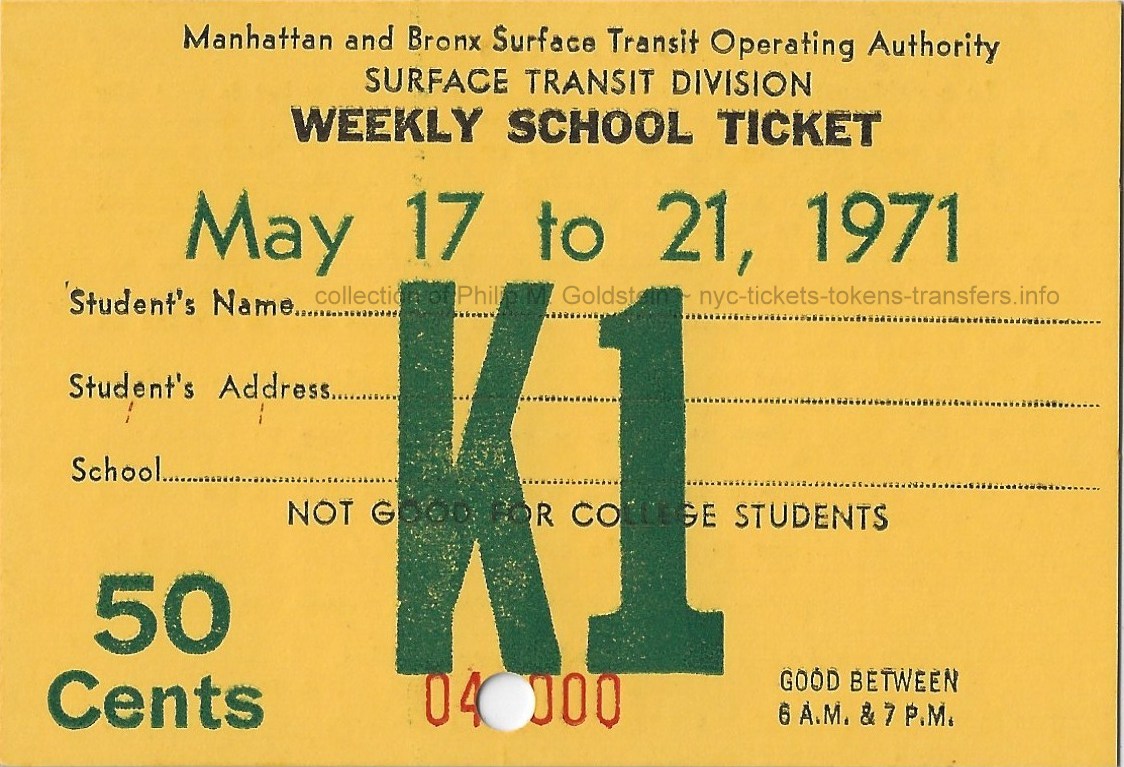 Manhattan and Bronx Surface Transit Operating Authority
SURFACE TRANSIT DIVISION
WEEKLY SCHOOL TICKET
May 17 to 21, 1971
Student's Name
collection of Philip M. Goldstein ~ nyc-tickets-tokens-transfers.info
Student's Address
School
K1
NOT GOOD FOR COLLEGE STUDENTS
50
Cents
04 000
GOOD BETWEEN
6 A.M. & 7 P.M.